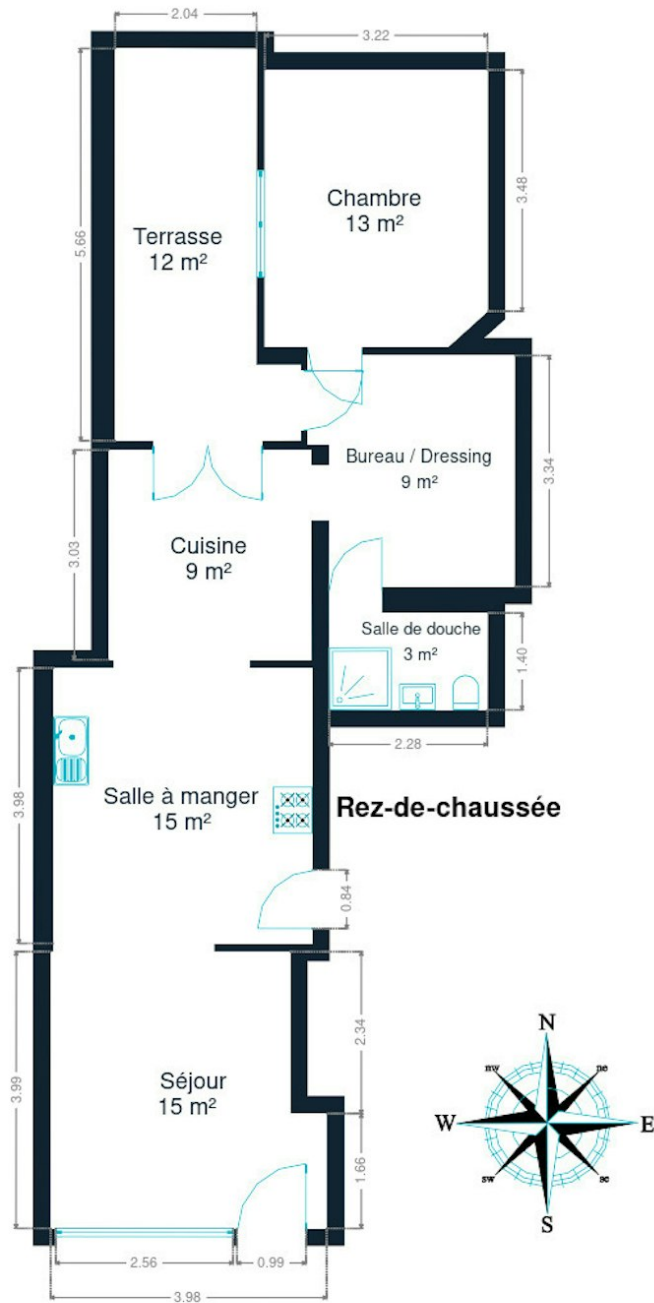 2.04
3.22
Chambre
13 m²
3.48
Terrasse
12 m²
5.66
Bureau / Dressing
9 m²
3.34
Cuisine
9 m²
3.03
Salle de douche
3 m²
1.40
2.28
Salle à manger
15 m²
3.98
Rez-de-chaussée
0.84
Séjour
15 m²
3.99
2.34
1.66
2.56
0.99
3.98
N
nw
ne
W
E
sw
se
S